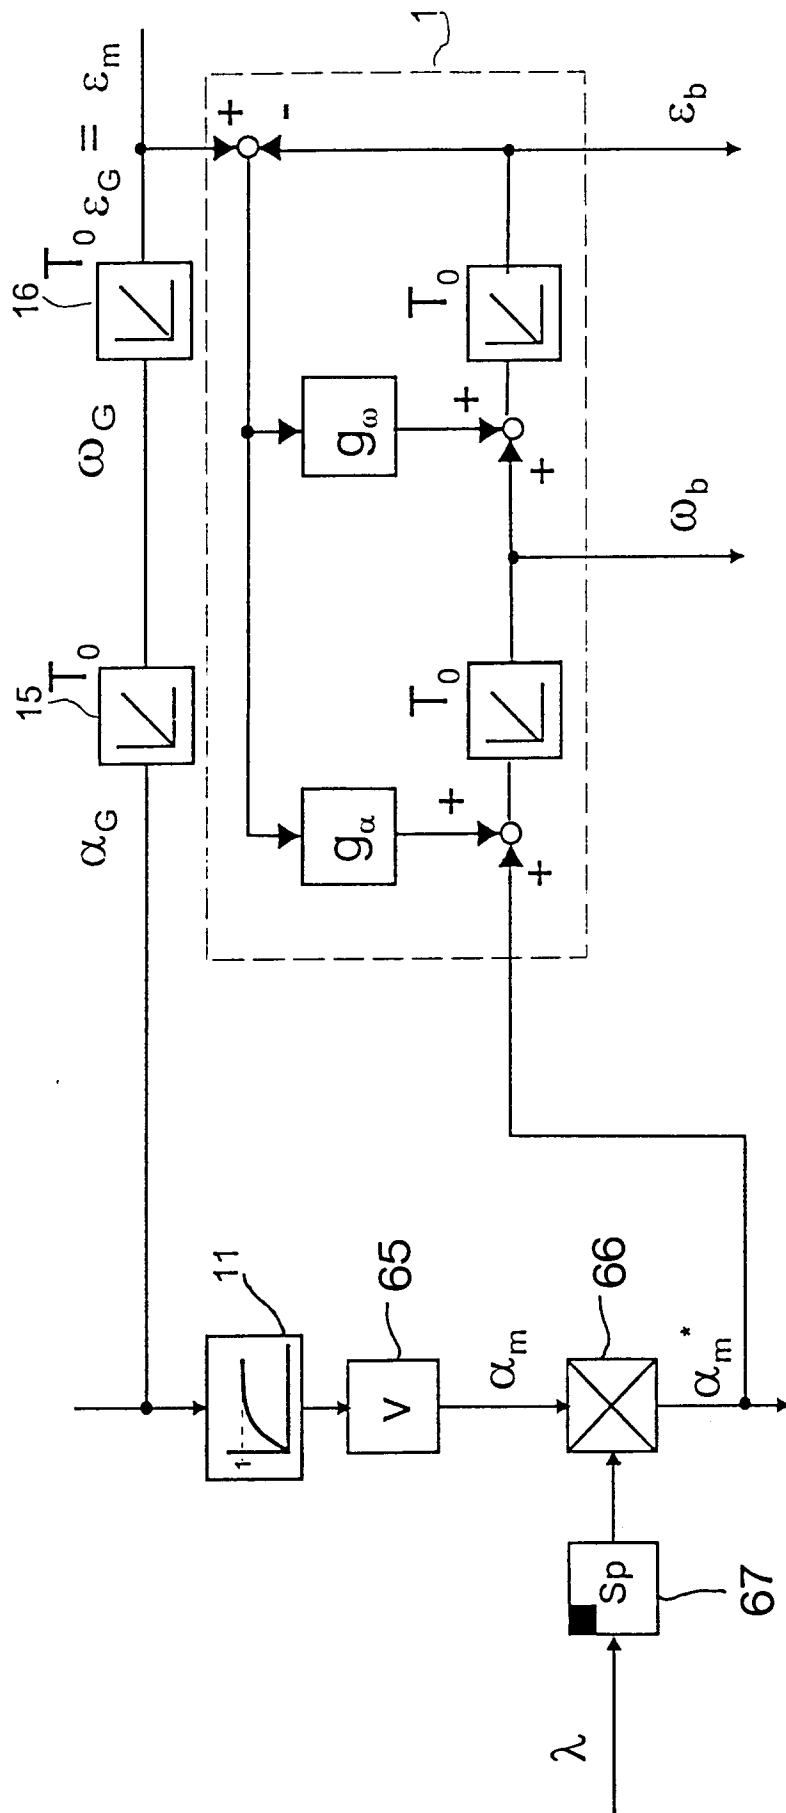 1
ε_G = ε_m
16
T_0
ω_G
15
T_0
α_G
+
-
g_ω
+
+
T_0
ε_b
g_α
+
+
T_0
ω_b
1
11
v
65
α_m
66
α_m*
Sp
67
λ